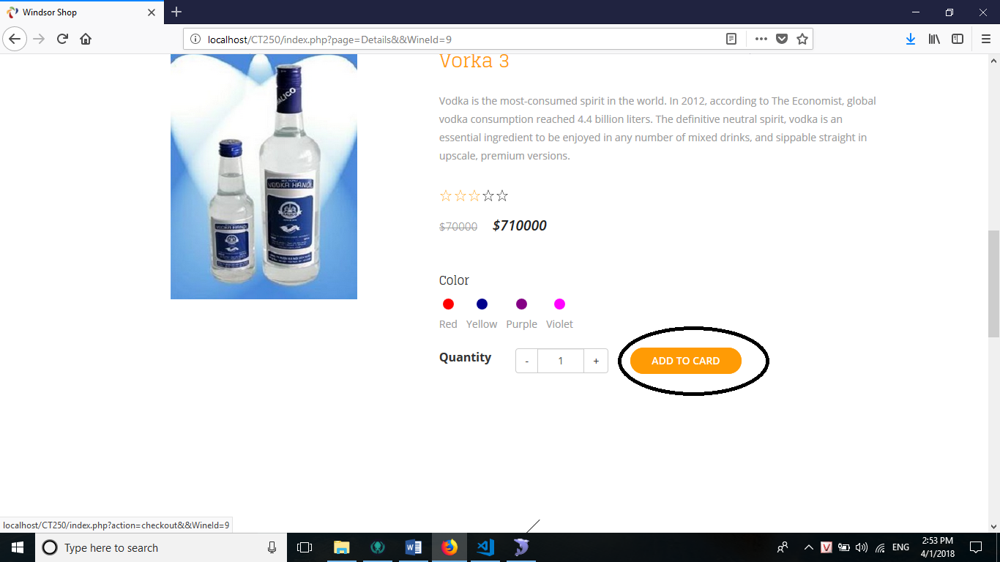 Windsor Shop
localhost/CT250/index.php?page=Details&&WineId=9
Vorka 3
Vodka is the most-consumed spirit in the world. In 2012, according to The Economist, global
vodka consumption reached 4.4 billion liters. The definitive neutral spirit, vodka is an
essential ingredient to be enjoyed in any number of mixed drinks, and sippable straight in
upscale, premium versions.
$70000 $710000
Color
Red Yellow Purple Violet
Quantity - 1 + ADD TO CARD
HALICO
VODKA HANOI
VODKA HANOI
localhost/CT250/index.php?action=checkout&&WineId=9
Type here to search
ENG
2:53 PM
4/1/2018